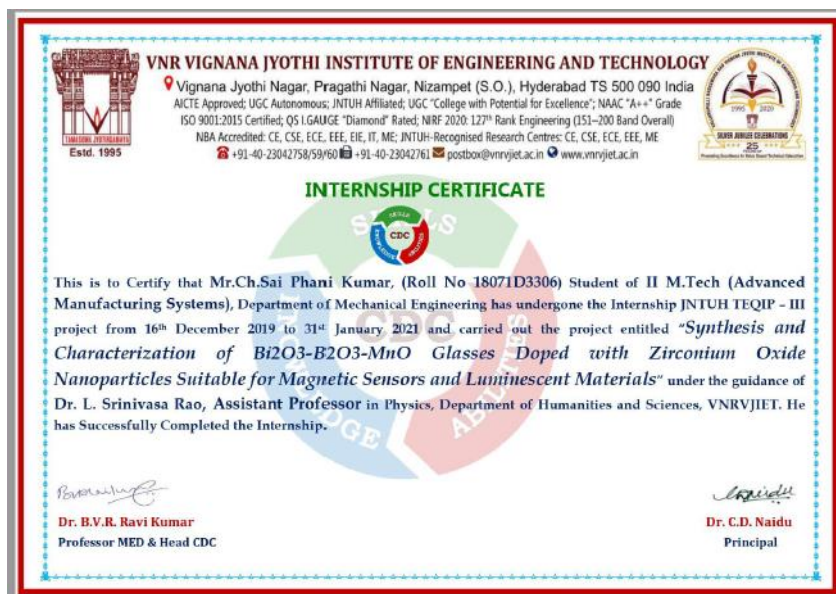 VNR VIGNANA JYOTHI INSTITUTE OF ENGINEERING AND TECHNOLOGY
Vignana Jyothi Nagar, Pragathi Nagar, Nizampet (S.O.), Hyderabad TS 500 090 India
AICTE Approved; UGC Autonomous; JNTUH Affiliated; UGC "College with Potential for Excellence"; NAAC "A++" Grade
ISO 9001:2015 Certified; QS I.GAUGE "Diamond" Rated; NIRF 2020: 127th Rank Engineering (151–200 Band Overall)
NBA Accredited: CE, CSE, ECE, EEE, EIE, IT, ME; JNTUH-Recognised Research Centres: CE, CSE, ECE, EEE, ME
+91-40-23042758/59/60 +91-40-23042761 postbox@vnrvjiet.ac.in www.vnrvjiet.ac.in
Estd. 1995
1995 2020
SILVER JUBILEE CELEBRATIONS
25
INTERNSHIP CERTIFICATE
SKILLS
CDC
KNOWLEDGE
ABILITIES
SKILLS
CDC
KNOWLEDGE
ABILITIES
This is to Certify that Mr.Ch.Sai Phani Kumar, (Roll No 18071D3306) Student of II M.Tech (Advanced
Manufacturing Systems), Department of Mechanical Engineering has undergone the Internship JNTUH TEQIP – III
project from 16th December 2019 to 31st January 2021 and carried out the project entitled "Synthesis and
Characterization of Bi2O3-B2O3-MnO Glasses Doped with Zirconium Oxide
Nanoparticles Suitable for Magnetic Sensors and Luminescent Materials" under the guidance of
Dr. L. Srinivasa Rao, Assistant Professor in Physics, Department of Humanities and Sciences, VNRVJIET. He
has Successfully Completed the Internship.
Dr. B.V.R. Ravi Kumar
Professor MED & Head CDC
Dr. C.D. Naidu
Principal